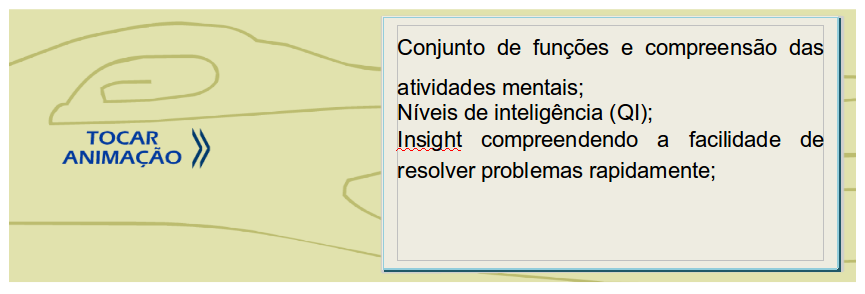 TOCAR
ANIMAÇÃO
Conjunto de funções e compreensão das
atividades mentais;
Níveis de inteligência (QI);
Insight compreendendo a facilidade de
resolver problemas rapidamente;